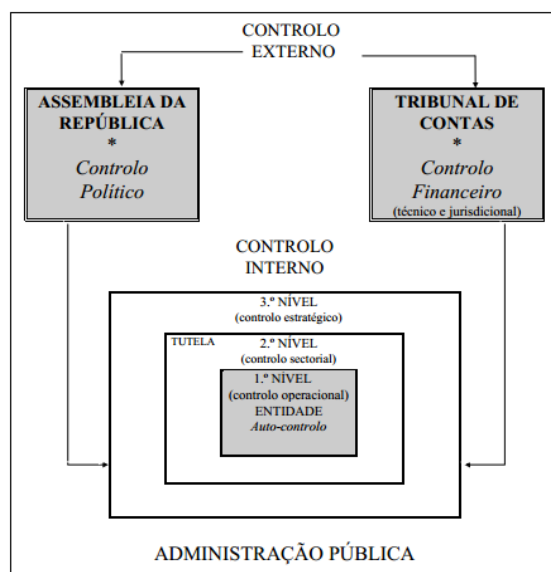 CONTROLO
EXTERNO
ASSEMBLEIA DA
REPÚBLICA
*
Controlo
Político
TRIBUNAL DE
CONTAS
*
Controlo
Financeiro
(técnico e jurisdicional)
CONTROLO
INTERNO
3.º NÍVEL
(controlo estratégico)
TUTELA
2.º NÍVEL
(controlo sectorial)
1.º NÍVEL
(controlo operacional)
ENTIDADE
Auto-controlo
ADMINISTRAÇÃO PÚBLICA